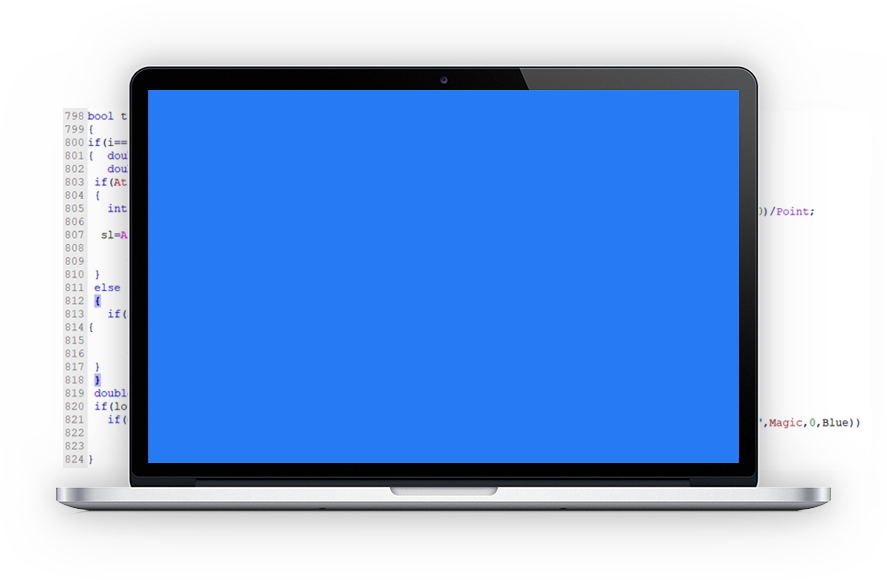 798 bool t
799 {
800 if(i==
801 {  dou
802    dou
803  if(At
804  {
805    int )/Point;
806
807   sl=A
808
809
810  }
811  else
812  {
813    if(
814 {
815
816
817  }
818  }
819  doubl
820  if(lo
821    if( ",Magic,0,Blue))
822
823
824 }